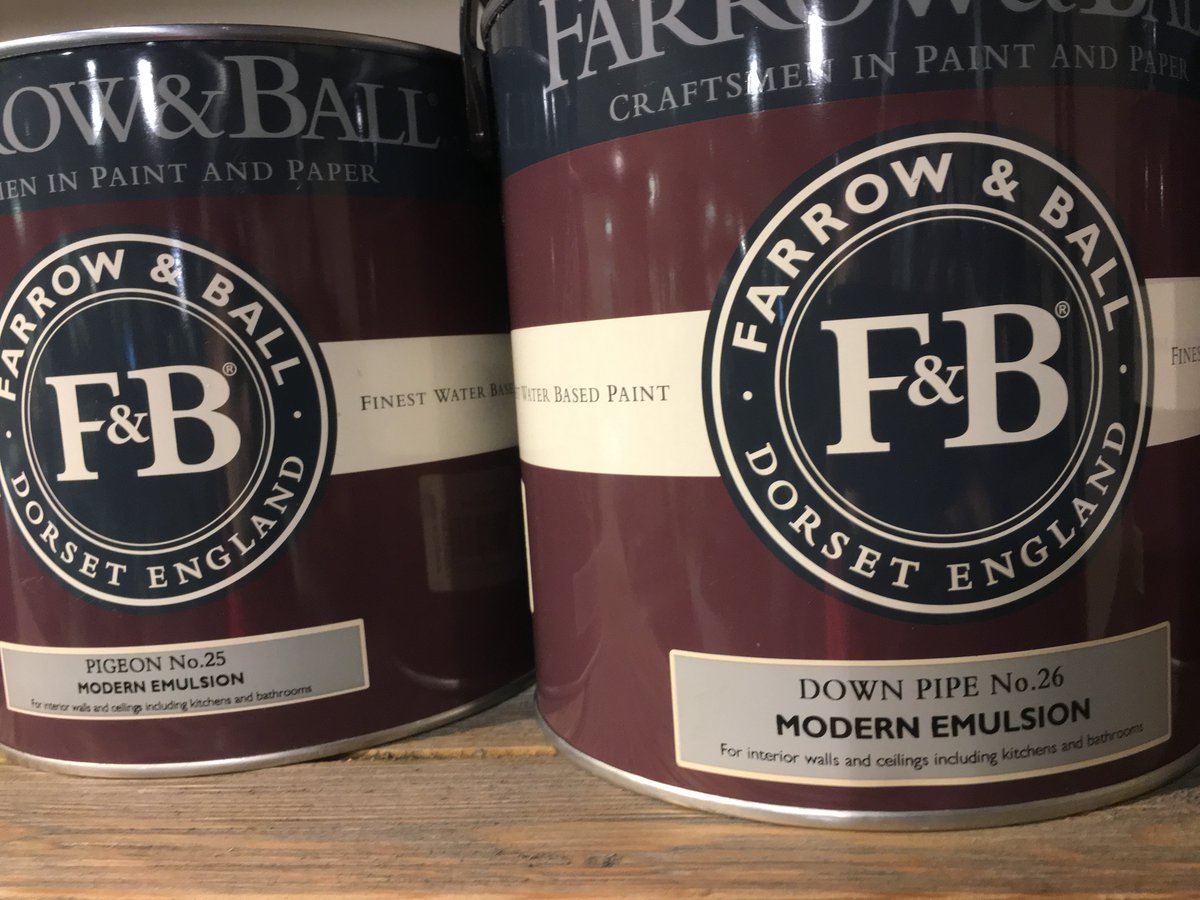 ROW & BALL
MEN IN PAINT AND PAPER
FARROW & BALL
F&B®
DORSET ENGLAND
FINEST WATER BASE
PIGEON No.25
MODERN EMULSION
For interior walls and ceilings including kitchens and bathrooms
FARROW & BAL
CRAFTSMEN IN PAINT AND PAPER
FARROW & BALL
F&B®
DORSET ENGLAND
WATER BASED PAINT
FINES
DOWN PIPE No.26
MODERN EMULSION
For interior walls and ceilings including kitchens and bathrooms